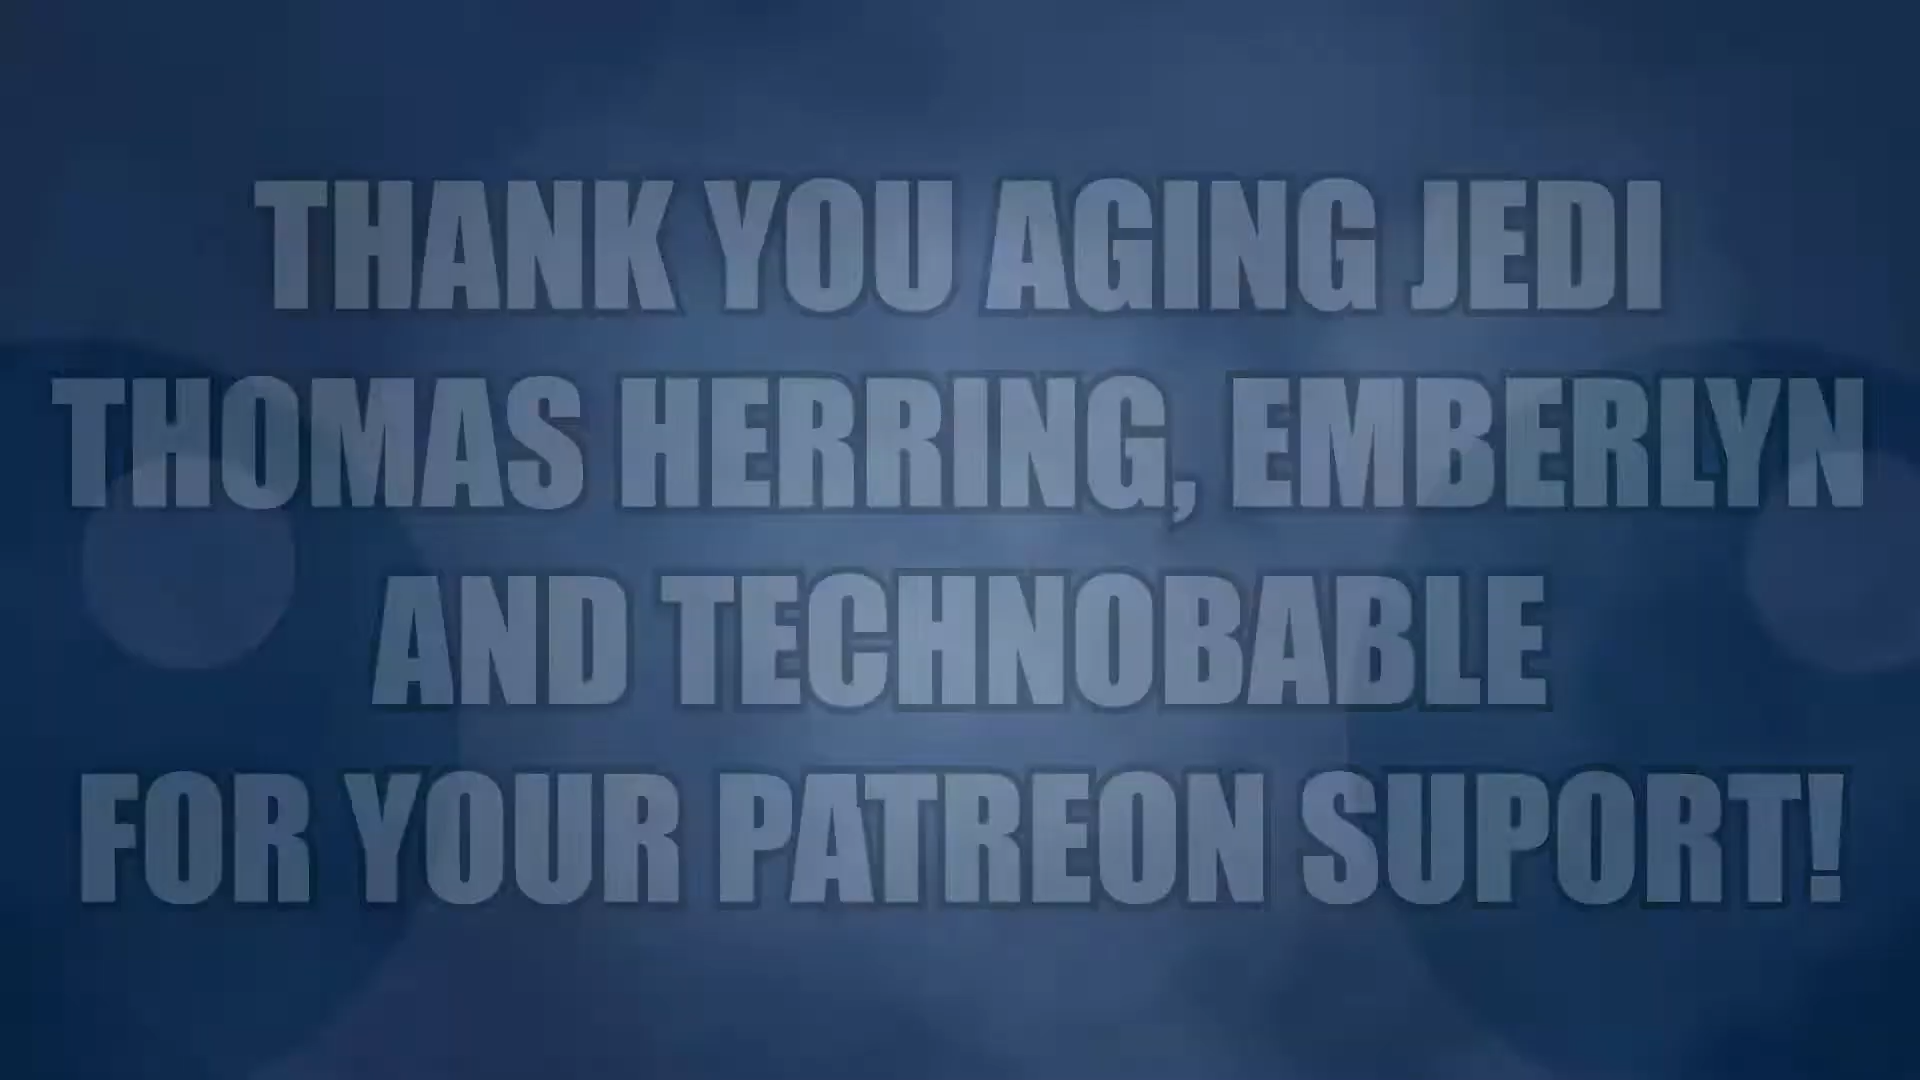 THANK YOU AGING JEDI
THOMAS HERRING, EMBERLYN
AND TECHNOBABLE
FOR YOUR PATREON SUPORT!